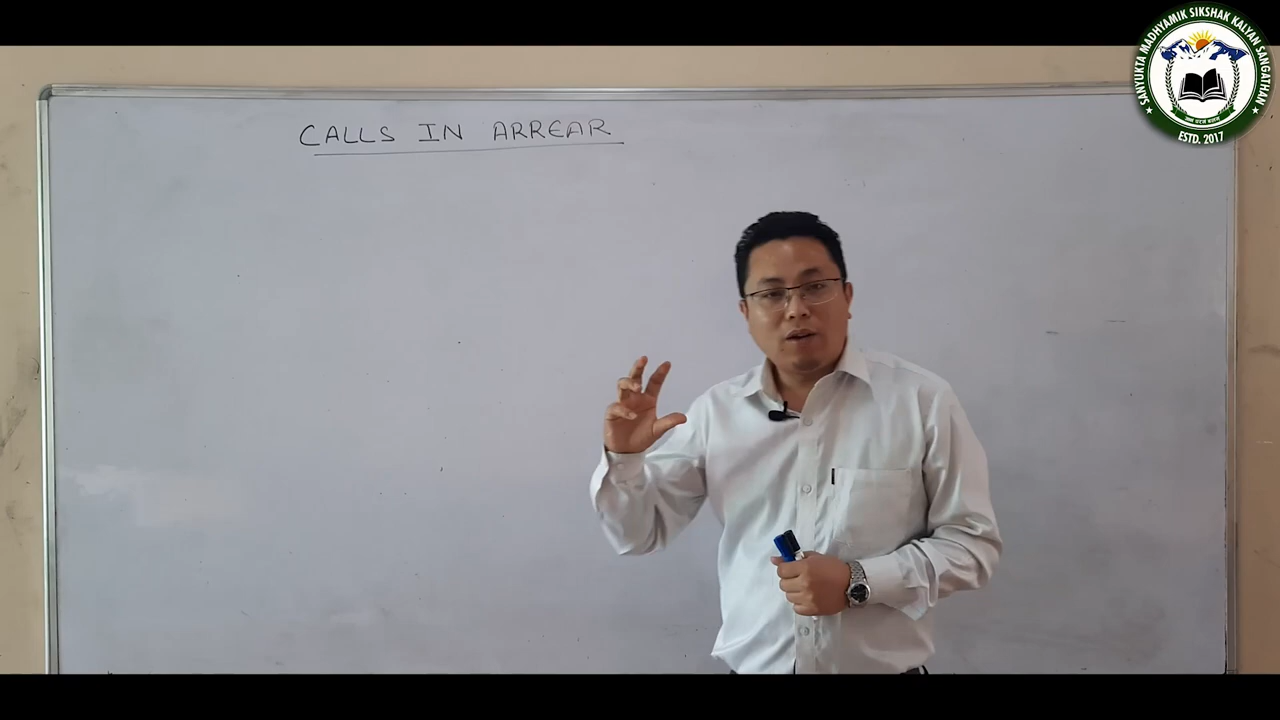 CALLS IN ARREAR
SANYUKTA MADHYAMIK SIKSHAK KALYAN SANGATHAN
ESTD. 2017